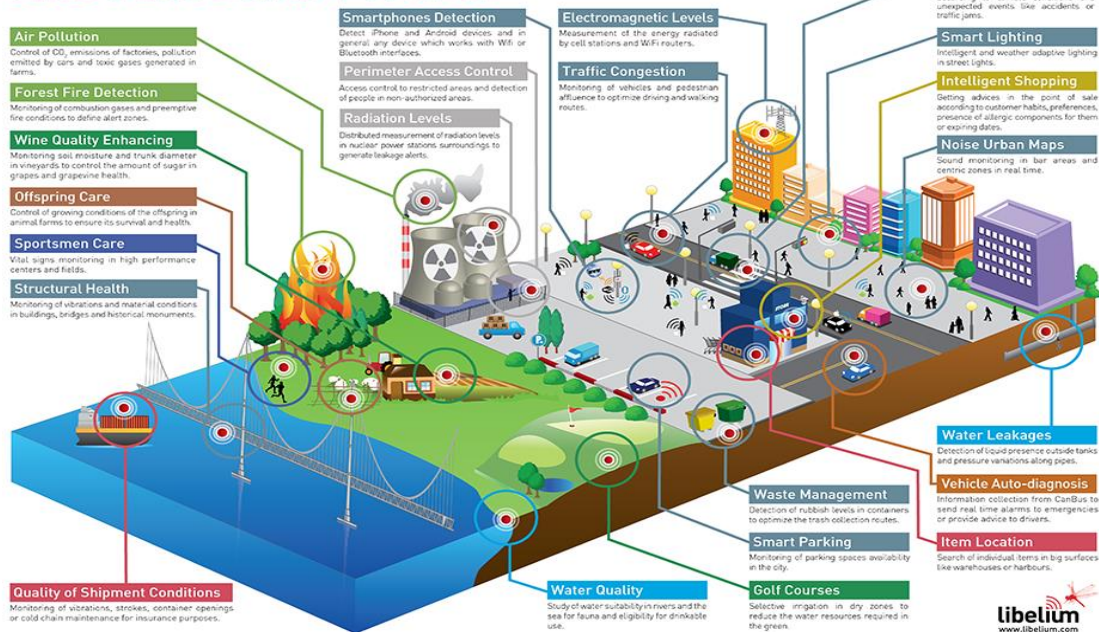 Air Pollution
Control of CO₂ emissions of factories, pollution
emitted by cars and toxic gases generated in
farms.
Forest Fire Detection
Monitoring of combustion gases and preemptive
fire conditions to define alert zones.
Wine Quality Enhancing
Monitoring soil moisture and trunk diameter
in vineyards to control the amount of sugar in
grapes and grapevine health.
Offspring Care
Control of growing conditions of the offspring in
animal farms to ensure its survival and health.
Sportsmen Care
Vital signs monitoring in high performance
centers and fields.
Structural Health
Monitoring of vibrations and material conditions
in buildings, bridges and historical monuments.
Quality of Shipment Conditions
Monitoring of vibrations, strokes, container openings
or cold chain maintenance for insurance purposes.
Smartphones Detection
Detect iPhone and Android devices and in
general any device which works with Wifi or
Bluetooth interfaces.
Perimeter Access Control
Access control to restricted areas and detection
of people in non-authorized areas.
Radiation Levels
Distributed measurement of radiation levels
in nuclear power stations surroundings to
generate leakage alerts.
Electromagnetic Levels
Measurement of the energy radiated
by cell stations and WiFi routers.
Traffic Congestion
Monitoring of vehicles and pedestrian
affluence to optimize driving and walking
routes.
unexpected events like accidents or
traffic jams.
Smart Lighting
Intelligent and weather adaptive lighting
in street lights.
Intelligent Shopping
Getting advices in the point of sale
according to customer habits, preferences,
presence of allergic components for them
or expiring dates.
Noise Urban Maps
Sound monitoring in bar areas and
centric zones in real time.
Water Leakages
Detection of liquid presence outside tanks
and pressure variations along pipes.
Vehicle Auto-diagnosis
Information collection from CanBus to
send real time alarms to emergencies
or provide advice to drivers.
Item Location
Search of individual items in big surfaces
like warehouses or harbours.
Waste Management
Detection of rubbish levels in containers
to optimize the trash collection routes.
Smart Parking
Monitoring of parking spaces availability
in the city.
Golf Courses
Selective irrigation in dry zones to
reduce the water resources required in
the green.
Water Quality
Study of water suitability in rivers and the
sea for fauna and eligibility for drinkable
use.
P
libelium
www.libelium.com